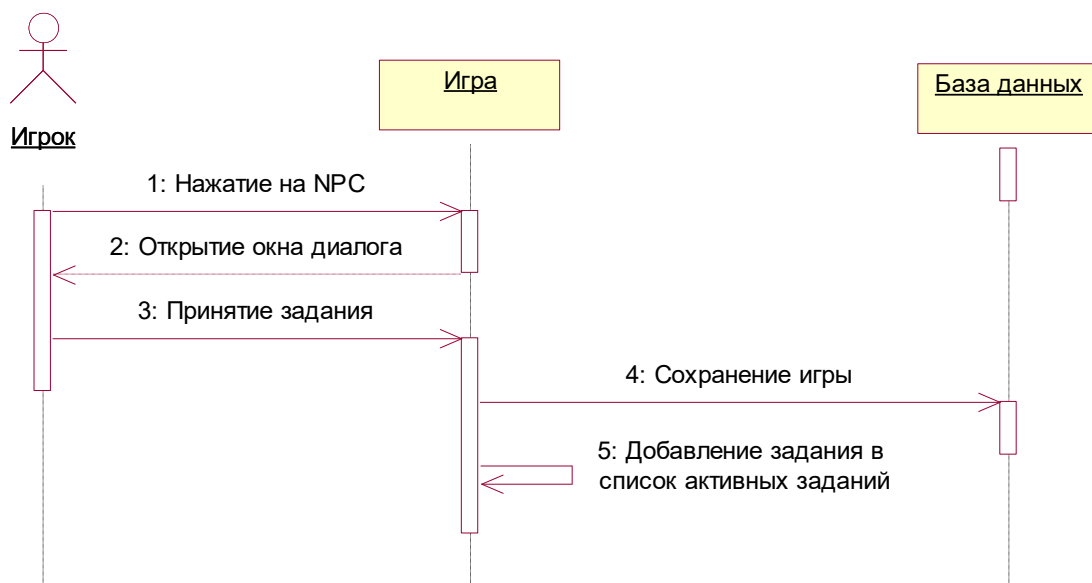 Игрок
Игра
База данных
1: Нажатие на NPC
2: Открытие окна диалога
3: Принятие задания
4: Сохранение игры
5: Добавление задания в
список активных заданий